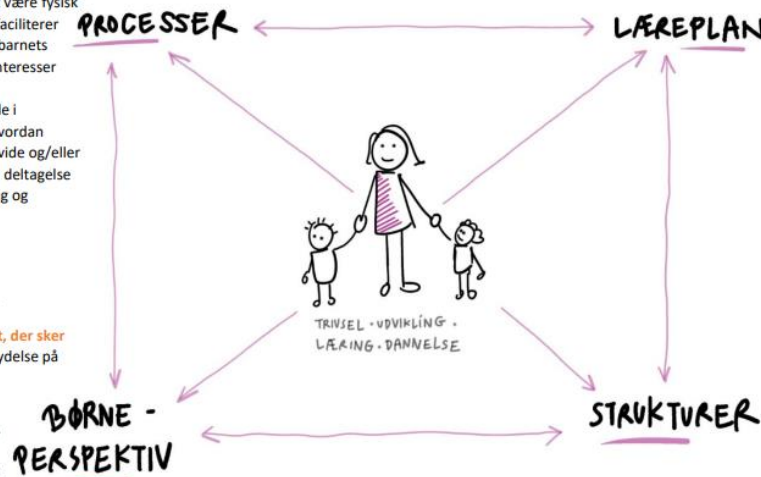 være fysisk
faciliterer
barnets
nteresser
le i
vordan
vide og/eller
deltagelse
g og
t, der sker
ydelse på
PROCESSER
LÆREPLAN
TRIVSEL · UDVIKLING ·
LÆRING · DANNELSE
BØRNE -
PERSPEKTIV
STRUKTURER